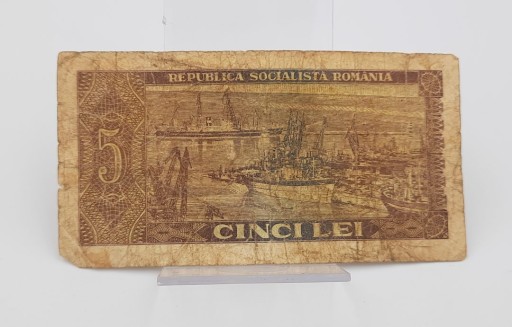 REPUBLICA SOCIALISTĂ ROMÂNIA
5
CINCI LEI